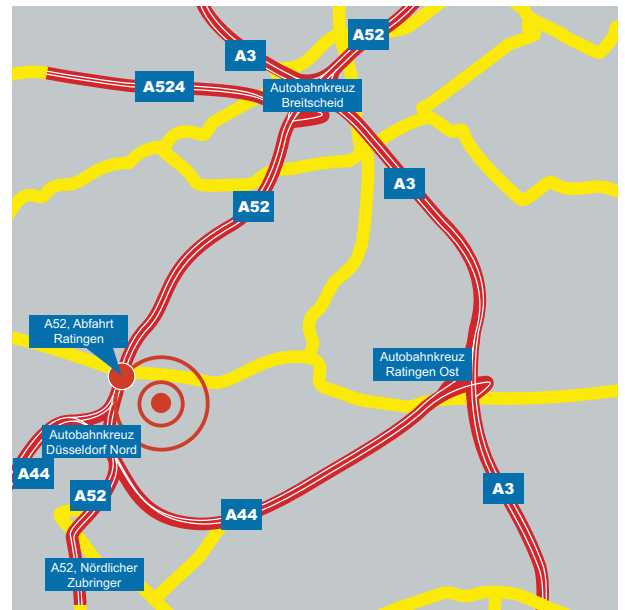 A52
A3
A524
Autobahnkreuz
Breitscheid
A3
A52
A52, Abfahrt
Ratingen
Autobahnkreuz
Ratingen Ost
Autobahnkreuz
Düsseldorf Nord
A44
A52
A3
A44
A52, Nördlicher
Zubringer